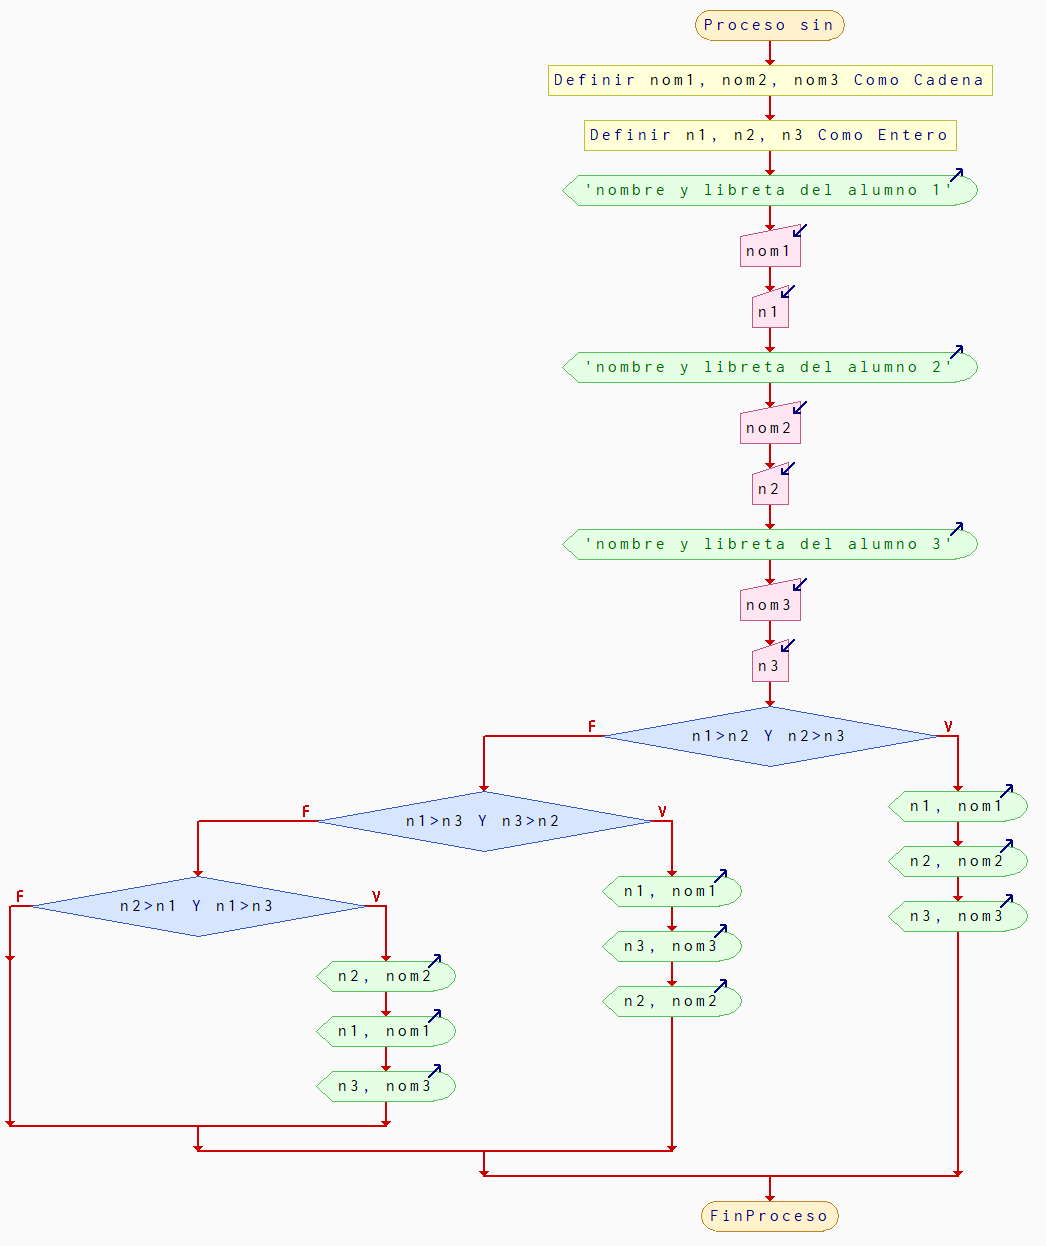 Proceso sin
Definir nom1, nom2, nom3 Como Cadena
Definir n1, n2, n3 Como Entero
'nombre y libreta del alumno 1'
nom1
n1
'nombre y libreta del alumno 2'
nom2
n2
'nombre y libreta del alumno 3'
nom3
n3
F
V
n1>n2 Y n2>n3
F
V
n1>n3 Y n3>n2
n1, nom1
n2, nom2
n3, nom3
F
V
n2>n1 Y n1>n3
n1, nom1
n3, nom3
n2, nom2
n2, nom2
n1, nom1
n3, nom3
FinProceso